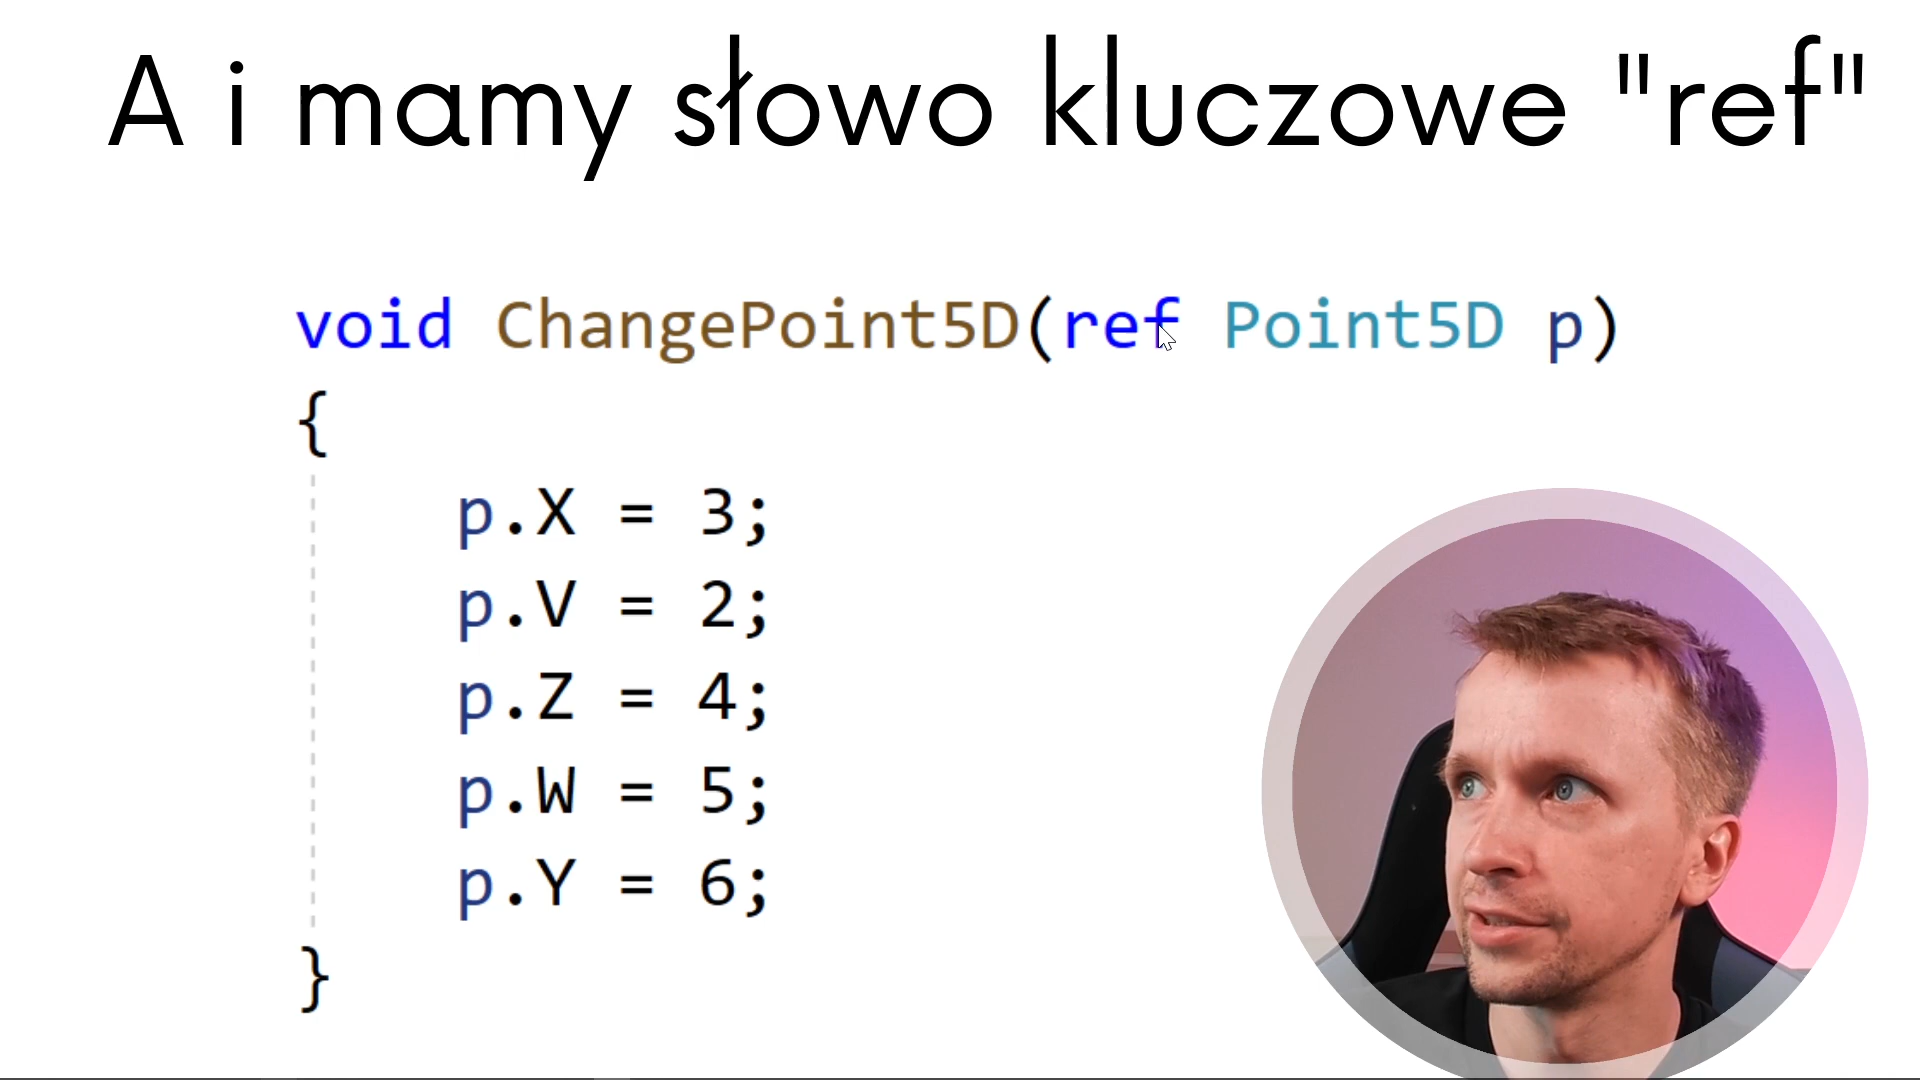 A i mamy słowo kluczowe "ref"
void ChangePoint5D(ref Point5D p)
{
p.X = 3;
p.V = 2;
p.Z = 4;
p.W = 5;
p.Y = 6;
}